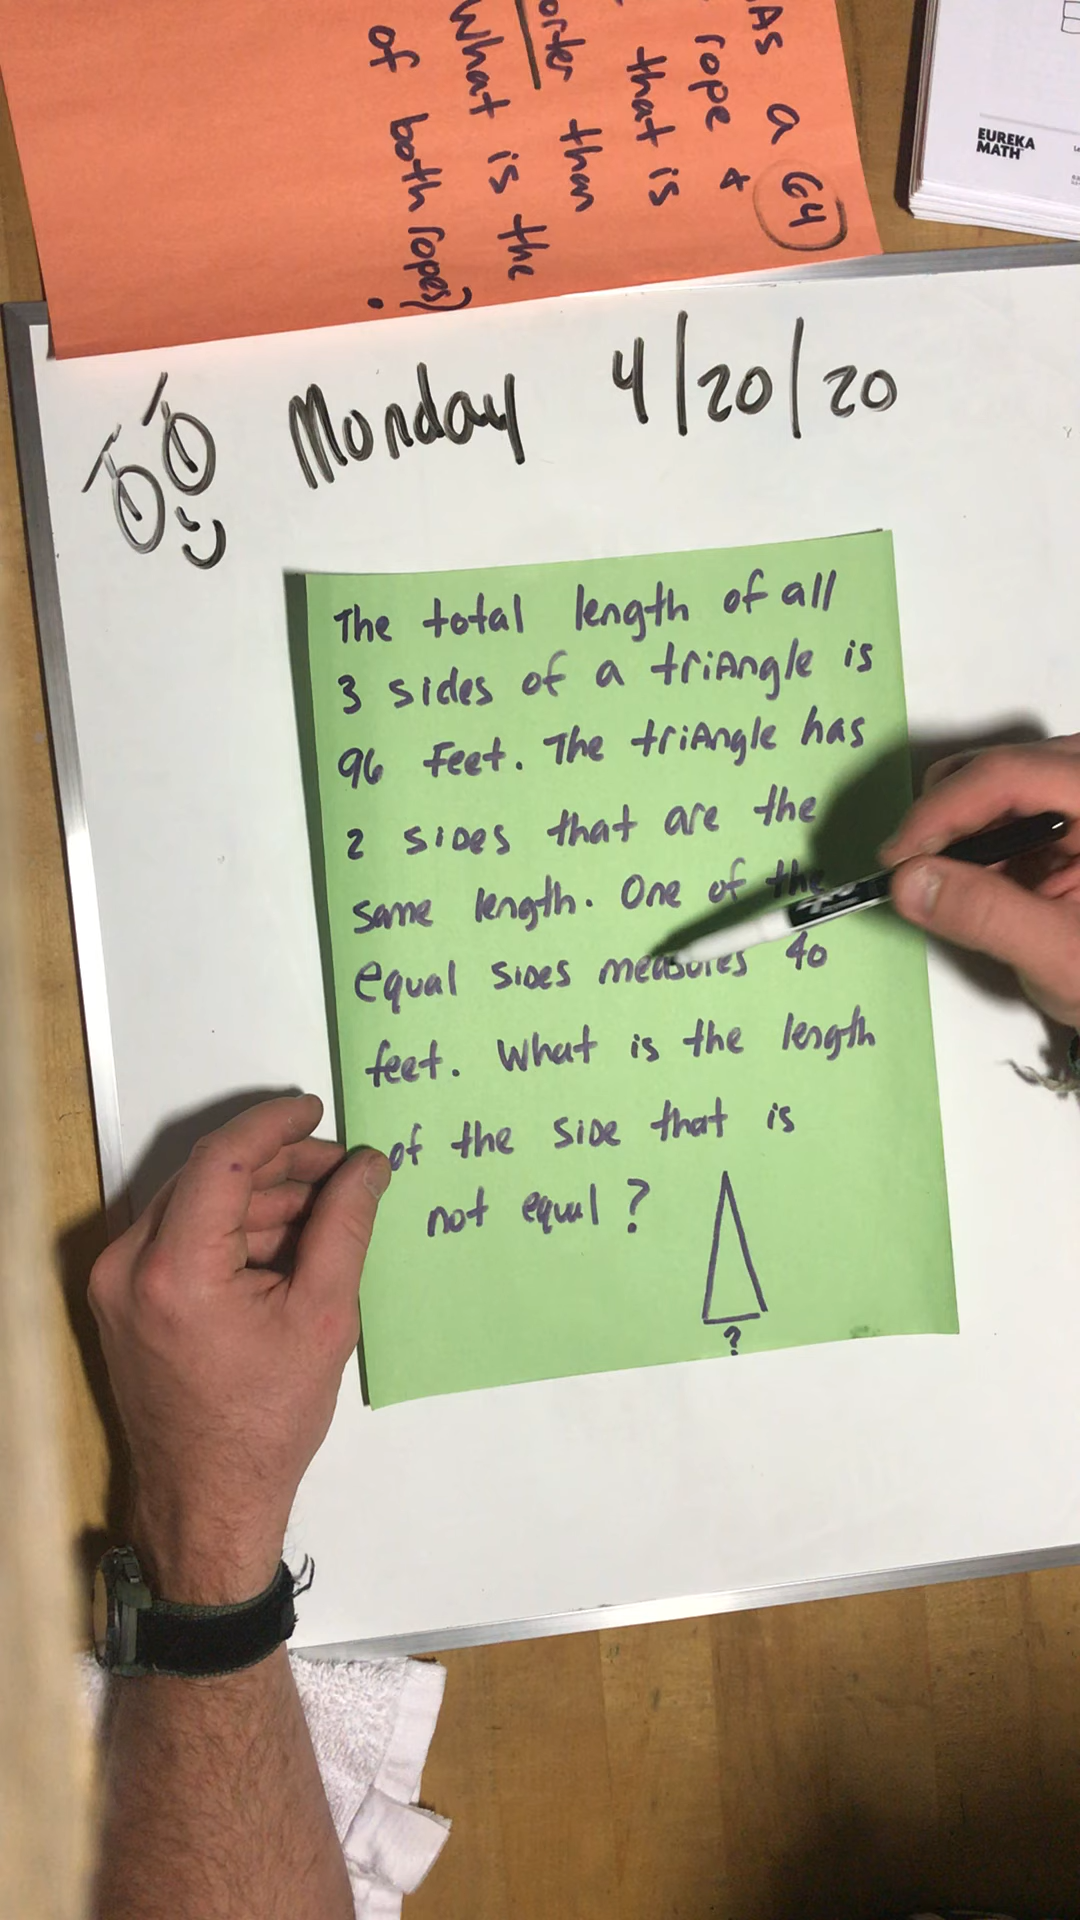 As a 64
rope &
that is
orter than
What is the
of both ropes?
EUREKA
MATH
Monday 4/20/20
The total length of all
3 sides of a triAngle is
96 feet. The triAngle has
2 sides that are the
same length. One of the
equal sides measures 40
feet. What is the length
of the side that is
not equal?
?